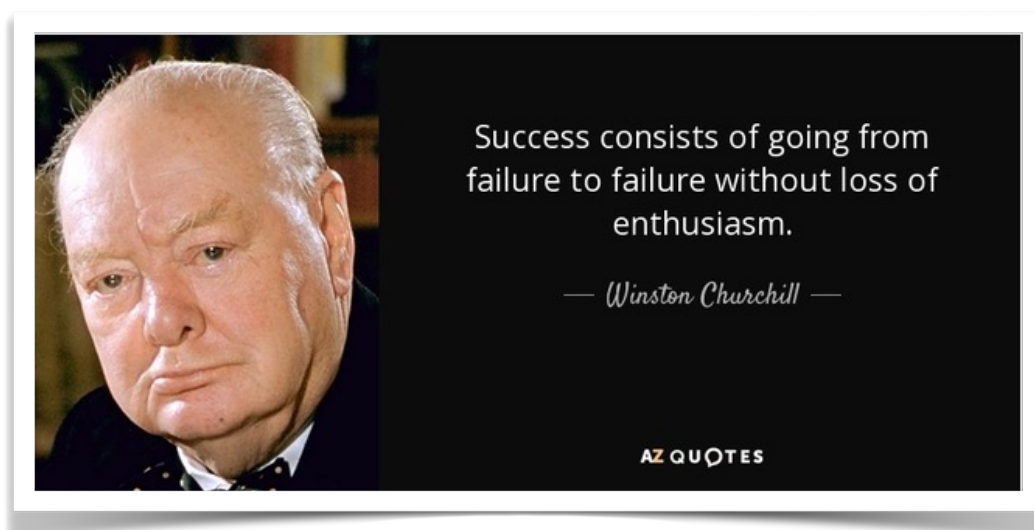 Success consists of going from
failure to failure without loss of
enthusiasm.
— Winston Churchill —
AZ QUOTES